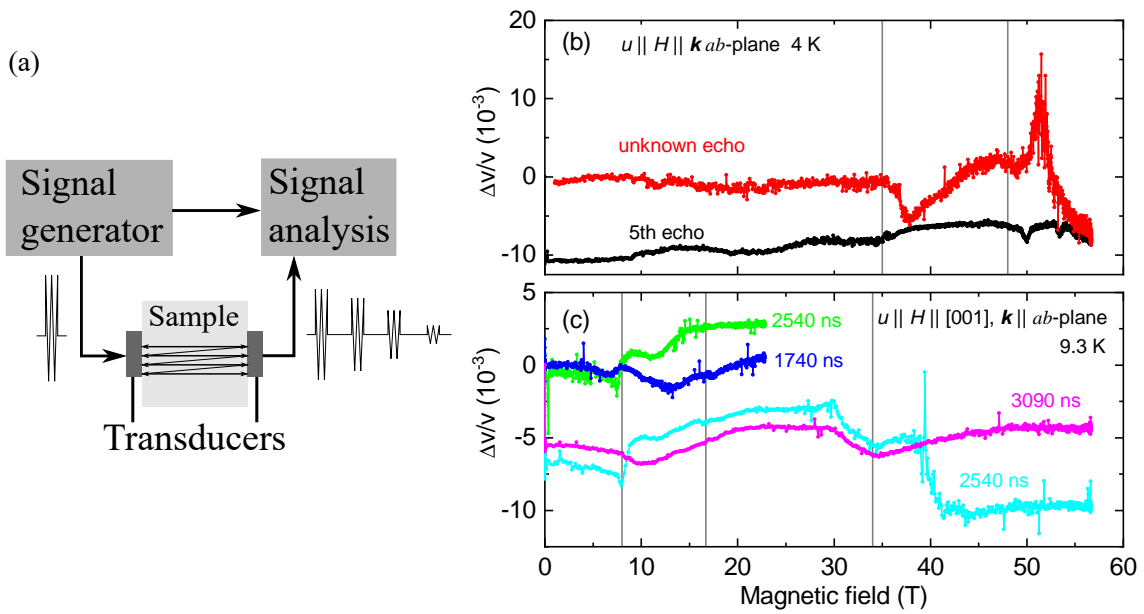 (a)
Signal
generator
Signal
analysis
Sample
Transducers
(b)
u || H || k ab-plane 4 K
unknown echo
5th echo
Δv/v (10⁻³)
20
10
0
-10
(c)
u || H || [001], k || ab-plane
9.3 K
2540 ns
1740 ns
3090 ns
2540 ns
Δv/v (10⁻³)
5
0
-5
-10
0
10
20
30
40
50
60
Magnetic field (T)